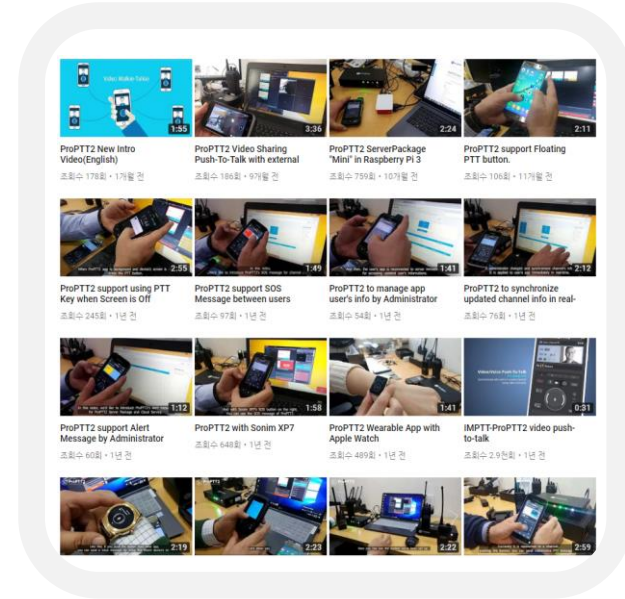 Video Walkie-Talkie
1:55
3:36
2:24
2:11
ProPTT2 New Intro
Video(English)
조회수 178회 • 1개월 전
ProPTT2 Video Sharing
Push-To-Talk with external
조회수 186회 • 9개월 전
ProPTT2 ServerPackage
"Mini" in Raspberry Pi 3
조회수 759회 • 10개월 전
ProPTT2 support Floating
PTT button.
조회수 106회 • 11개월 전
2:55
1:49
1:41
2:12
ProPTT2 support using PTT
Key when Screen is Off
조회수 245회 • 1년 전
ProPTT2 support SOS
Message between users
조회수 97회 • 1년 전
ProPTT2 to manage app
user's info by Administrator
조회수 54회 • 1년 전
ProPTT2 to synchronize
updated channel info in real-
조회수 76회 • 1년 전
1:12
1:58
1:41
Video/Voice Push-To-Talk
0:31
ProPTT2 support Alert
Message by Administrator
조회수 60회 • 1년 전
ProPTT2 with Sonim XP7
조회수 648회 • 1년 전
ProPTT2 Wearable App with
Apple Watch
조회수 489회 • 1년 전
IMPTT-ProPTT2 video push-
to-talk
조회수 2.9천회 • 1년 전
2:19
2:23
2:22
2:59